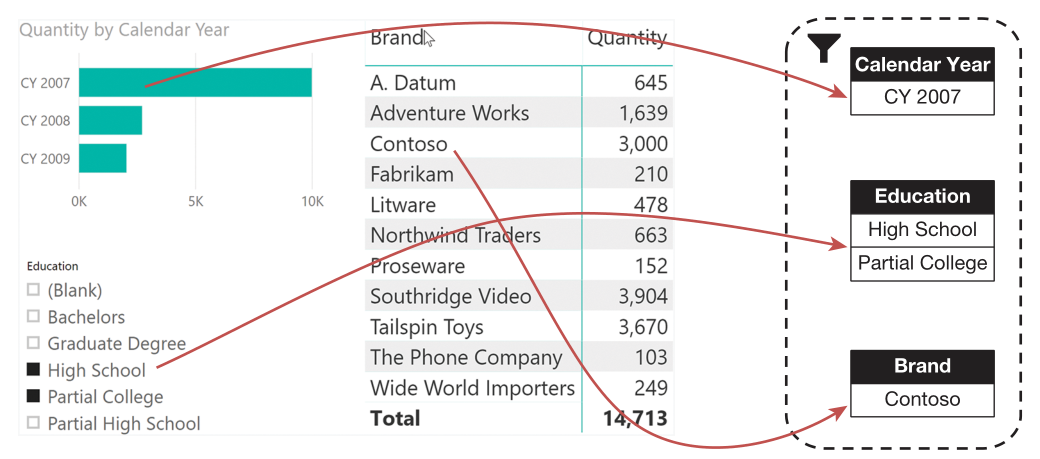 Quantity by Calendar Year
CY 2007
CY 2008
CY 2009
0K 5K 10K
Education
(Blank)
Bachelors
Graduate Degree
High School
Partial College
Partial High School
Brand Quantity
A. Datum 645
Adventure Works 1,639
Contoso 3,000
Fabrikam 210
Litware 478
Northwind Traders 663
Proseware 152
Southridge Video 3,904
Tailspin Toys 3,670
The Phone Company 103
Wide World Importers 249
Total 14,713
Calendar Year
CY 2007
Education
High School
Partial College
Brand
Contoso